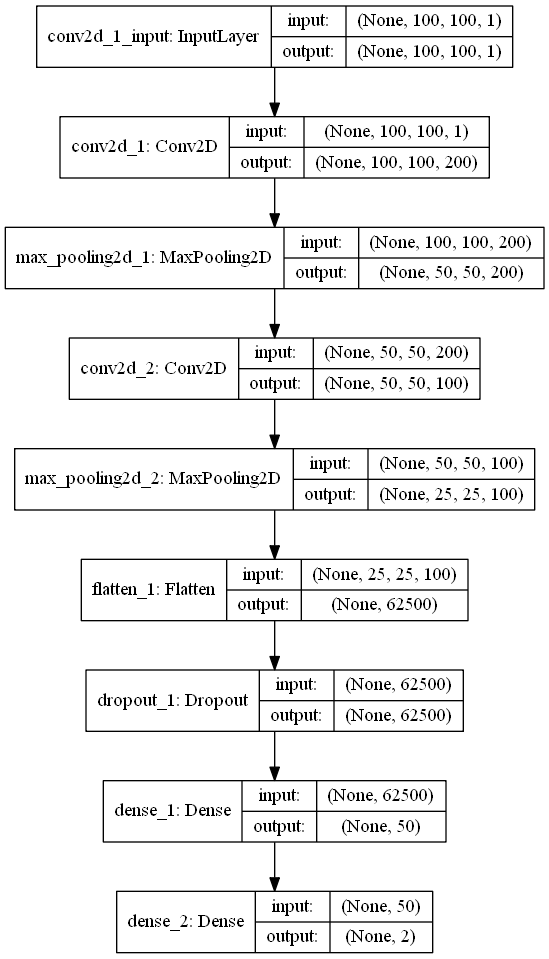 conv2d_1_input: InputLayer
input: (None, 100, 100, 1)
output: (None, 100, 100, 1)
conv2d_1: Conv2D
input: (None, 100, 100, 1)
output: (None, 100, 100, 200)
max_pooling2d_1: MaxPooling2D
input: (None, 100, 100, 200)
output: (None, 50, 50, 200)
conv2d_2: Conv2D
input: (None, 50, 50, 200)
output: (None, 50, 50, 100)
max_pooling2d_2: MaxPooling2D
input: (None, 50, 50, 100)
output: (None, 25, 25, 100)
flatten_1: Flatten
input: (None, 25, 25, 100)
output: (None, 62500)
dropout_1: Dropout
input: (None, 62500)
output: (None, 62500)
dense_1: Dense
input: (None, 62500)
output: (None, 50)
dense_2: Dense
input: (None, 50)
output: (None, 2)